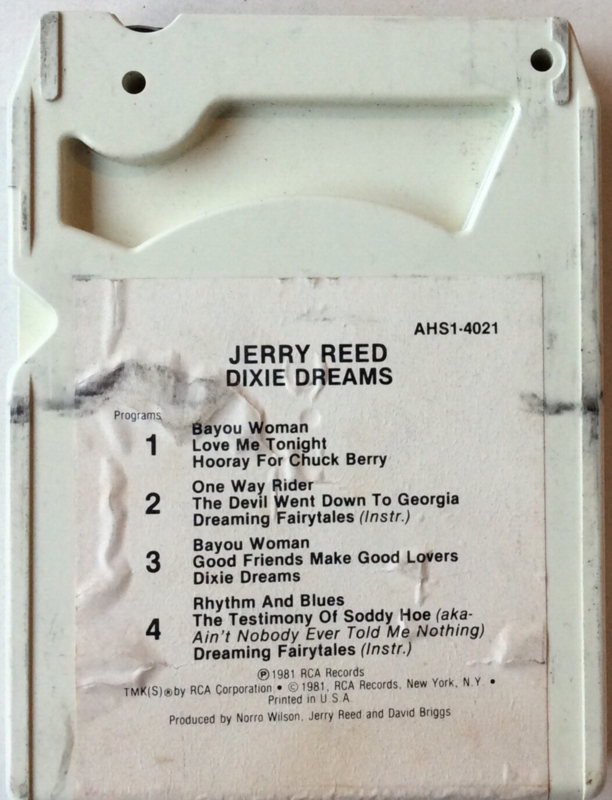 AHS1-4021
JERRY REED
DIXIE DREAMS
Programs
1
Bayou Woman
Love Me Tonight
Hooray For Chuck Berry
2
One Way Rider
The Devil Went Down To Georgia
Dreaming Fairytales (Instr.)
3
Bayou Woman
Good Friends Make Good Lovers
Dixie Dreams
4
Rhythm And Blues
The Testimony Of Soddy Hoe (aka-
Ain't Nobody Ever Told Me Nothing)
Dreaming Fairytales (Instr.)
℗ 1981 RCA Records
TMK(S)® by RCA Corporation • © 1981, RCA Records, New York, N.Y. •
Printed in U.S.A.
Produced by Norro Wilson, Jerry Reed and David Briggs